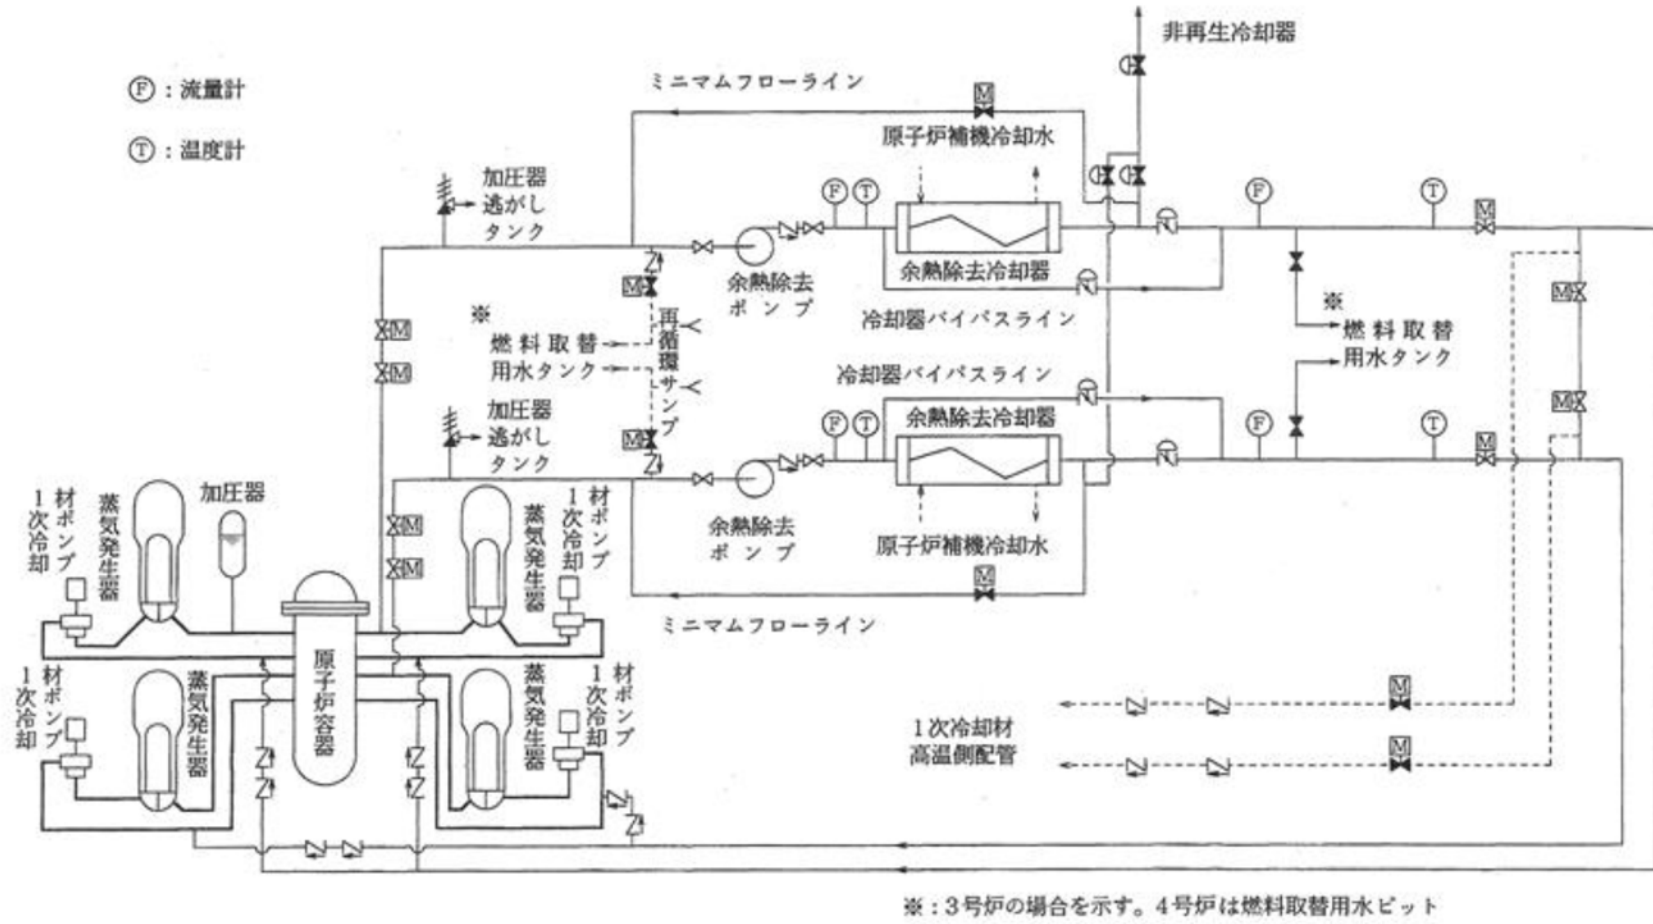 非再生冷却器
Ⓕ：流量計
ミニマムフローライン
M
Ⓣ：温度計
原子炉補機冷却水
加圧器
逃がし
タンク
F
T
F
T
M
余熱除去
ポンプ
余熱除去冷却器
M
M
※
再循環サンプ
冷却器バイパスライン
※
M
燃料取替
用水タンク
燃料取替
用水タンク
M
冷却器バイパスライン
M
加圧器
逃がし
タンク
M
F
T
余熱除去冷却器
F
T
M
余熱除去
ポンプ
原子炉補機冷却水
M
M
M
ミニマムフローライン
1次冷却
材ポンプ
蒸気発生器
加圧器
蒸気発生器
1次冷却
材ポンプ
原子炉容器
1次冷却
材ポンプ
蒸気発生器
蒸気発生器
1次冷却
材ポンプ
M
1次冷却材
高温側配管
M
※：3号炉の場合を示す。4号炉は燃料取替用水ピット